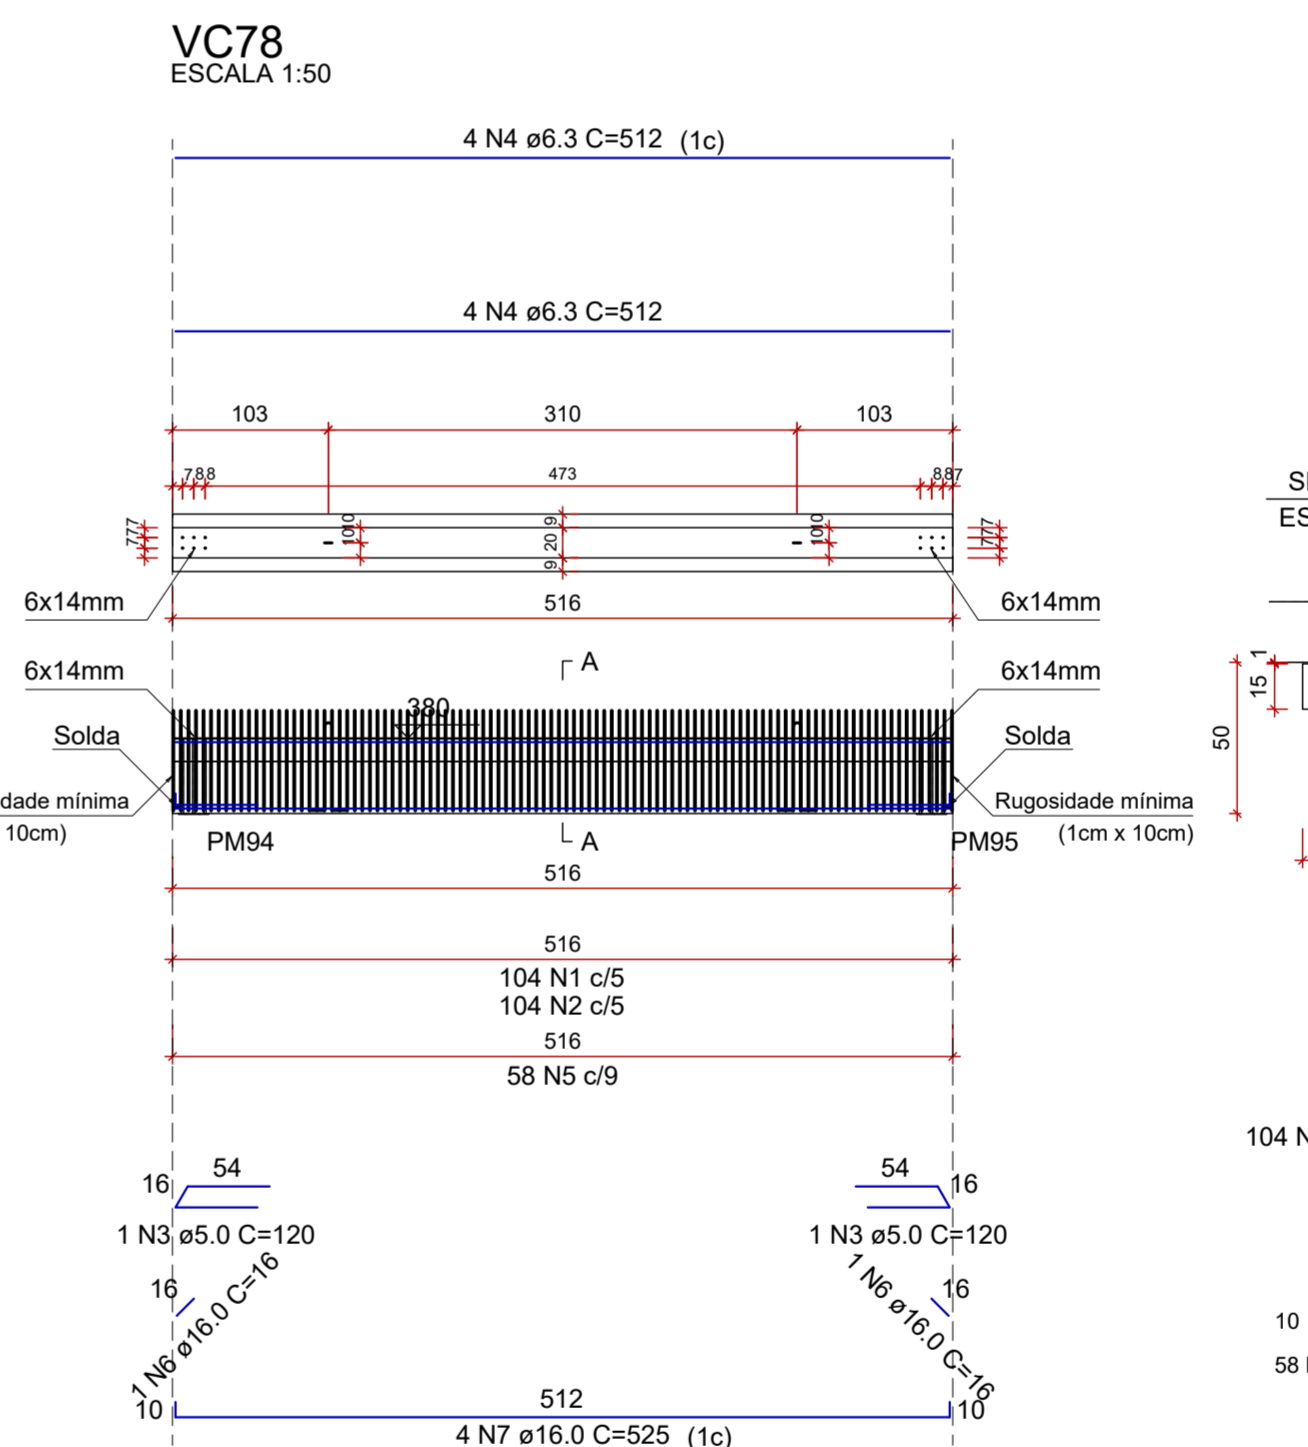 VC78
ESCALA 1:50
4 N4 ø6.3 C=512 (1c)
4 N4 ø6.3 C=512
103 310 103
788 473 887
777 1010 9 20 9 1010 777
6x14mm 516 6x14mm
A
6x14mm 6x14mm
380
Solda Solda
dade mínima Rugosidade mínima
10cm) (1cm x 10cm)
PM94 A PM95
516
516
104 N1 c/5
104 N2 c/5
516
58 N5 c/9
16 54 54 16
1 N3 ø5.0 C=120 1 N3 ø5.0 C=120
16 16
1 N6 ø16.0 C=16 1 N6 ø16.0 C=16
10 512 10
4 N7 ø16.0 C=525 (1c)
ES
1
15
50
104 N
10
58